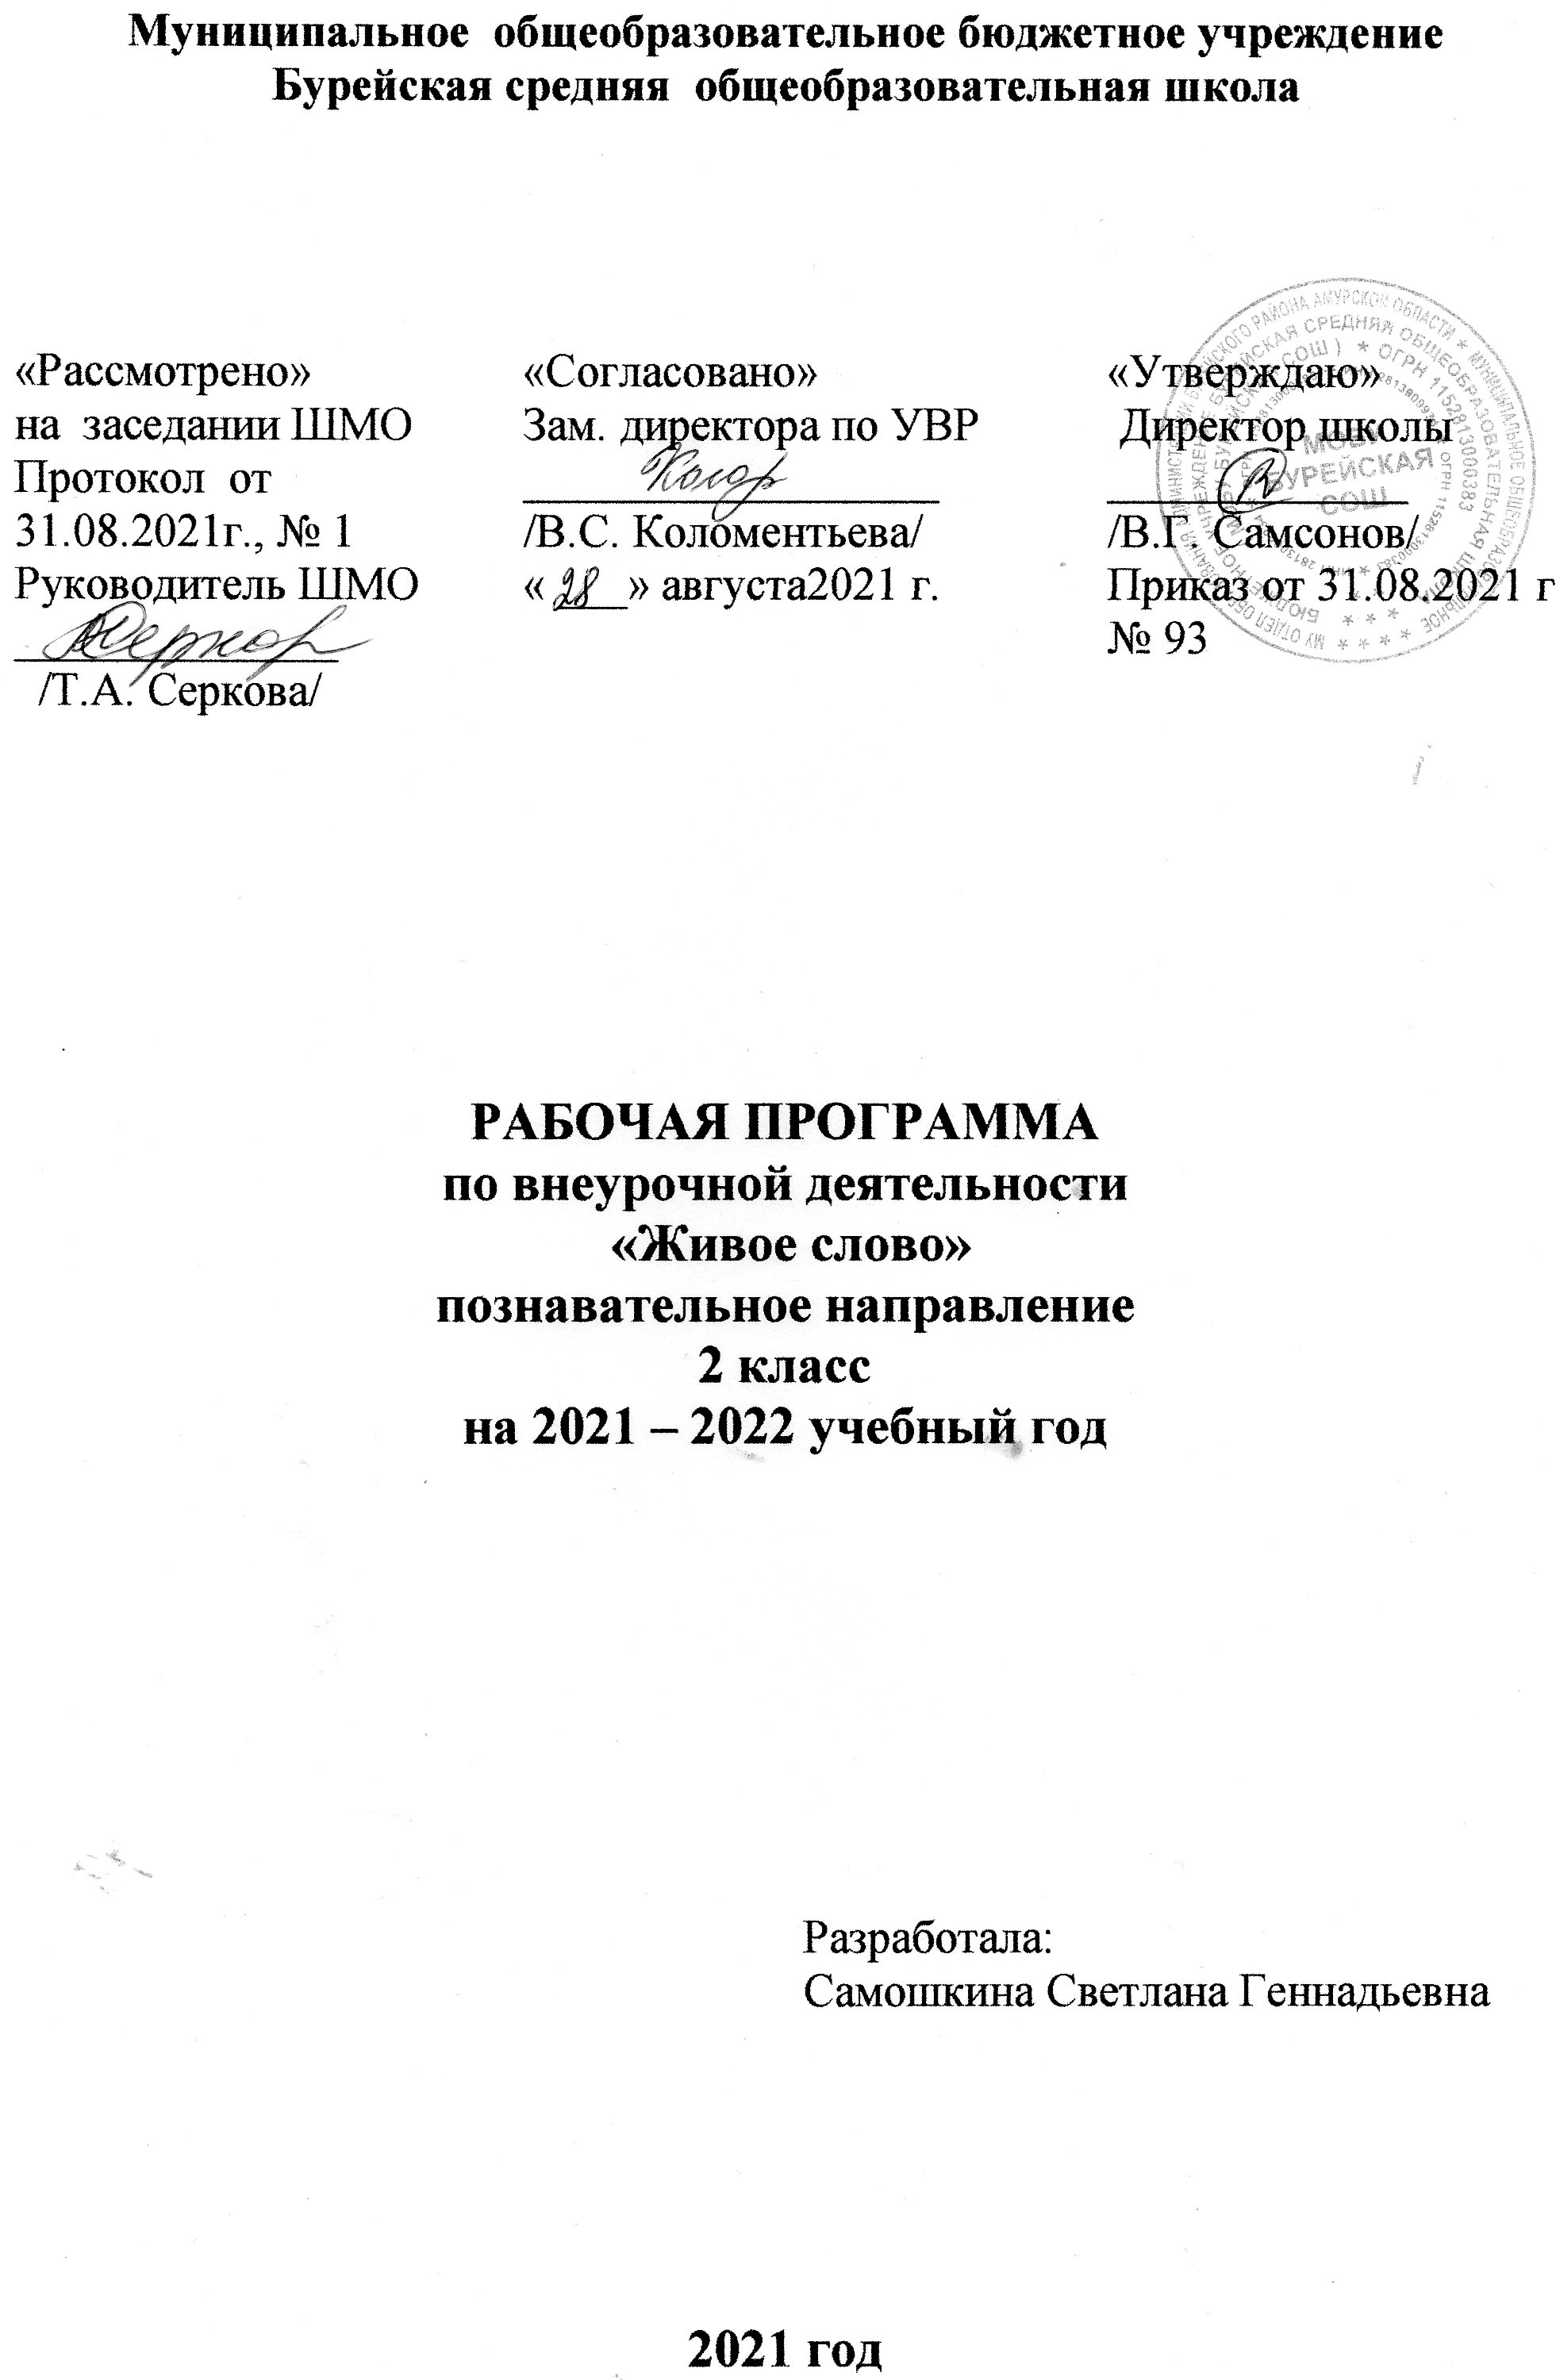 Муниципальное общеобразовательное бюджетное учреждение
Бурейская средняя общеобразовательная школа
«Рассмотрено»
на заседании ШМО
Протокол от
31.08.2021г., № 1
Руководитель ШМО
/Т.А. Серкова/
«Согласовано»
Зам. директора по УВР
/В.С. Коломентьева/
«28» августа2021 г.
«Утверждаю»
Директор школы
/В.Г. Самсонов/
Приказ от 31.08.2021 г
№ 93
МОБУ
БУРЕЙСКАЯ
СОШ
РАБОЧАЯ ПРОГРАММА
по внеурочной деятельности
«Живое слово»
познавательное направление
2 класс
на 2021 – 2022 учебный год
Разработала:
Самошкина Светлана Геннадьевна
2021 год